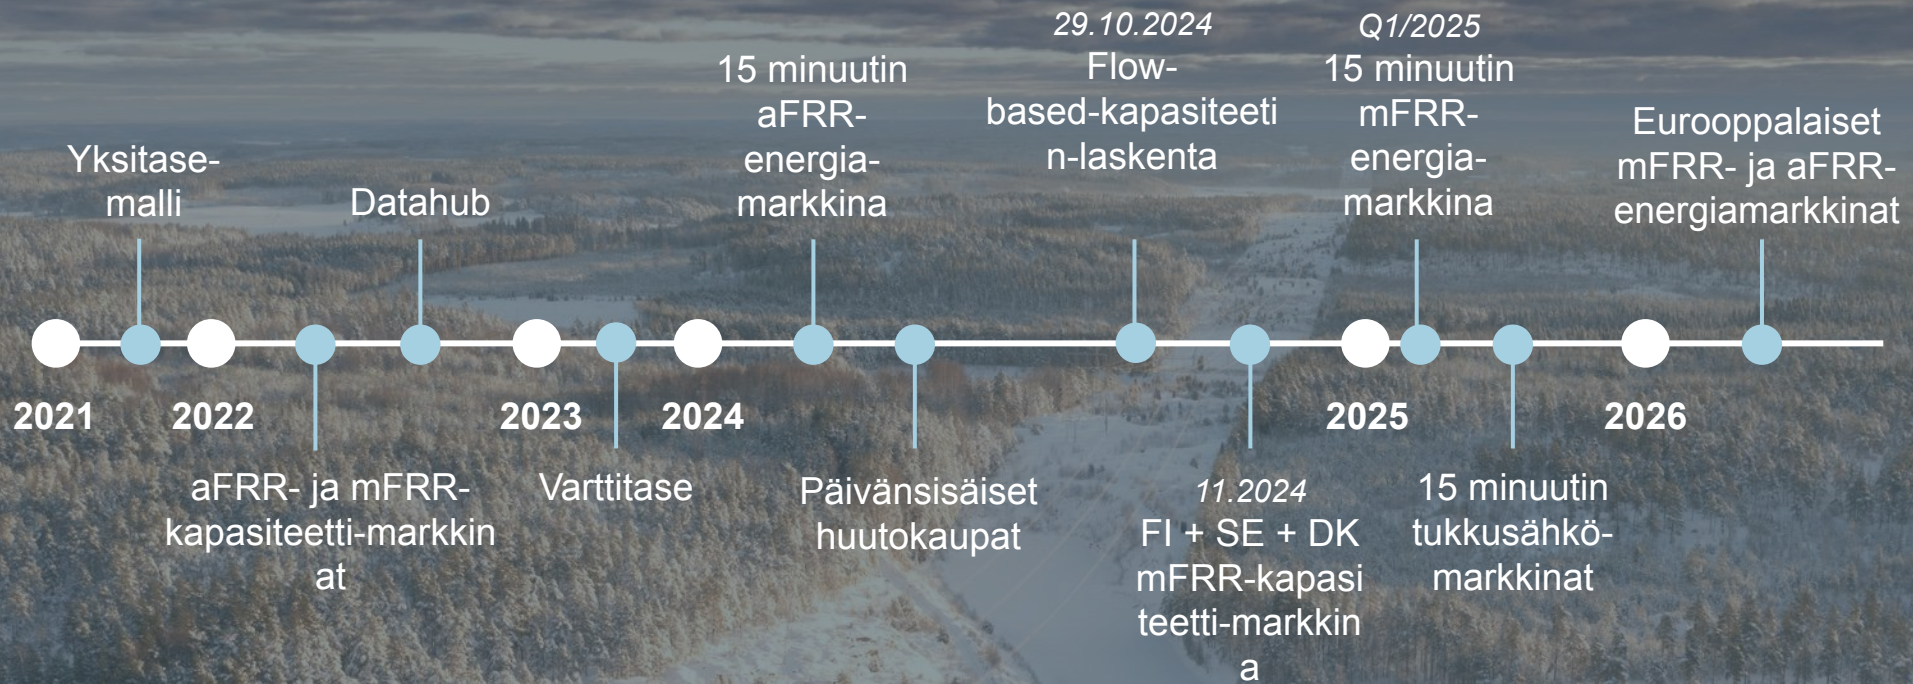 Yksitase-
malli
Datahub
15 minuutin
aFRR-
energia-
markkina
29.10.2024
Flow-
based-kapasiteeti
n-laskenta
Q1/2025
15 minuutin
mFRR-
energia-
markkina
Eurooppalaiset
mFRR- ja aFRR-
energiamarkkinat
2021
2022
2023
2024
2025
2026
aFRR- ja mFRR-
kapasiteetti-markkin
at
Varttitase
Päivänsisäiset
huutokaupat
11.2024
FI + SE + DK
mFRR-kapasi
teetti-markkin
a
15 minuutin
tukkusähkö-
markkinat